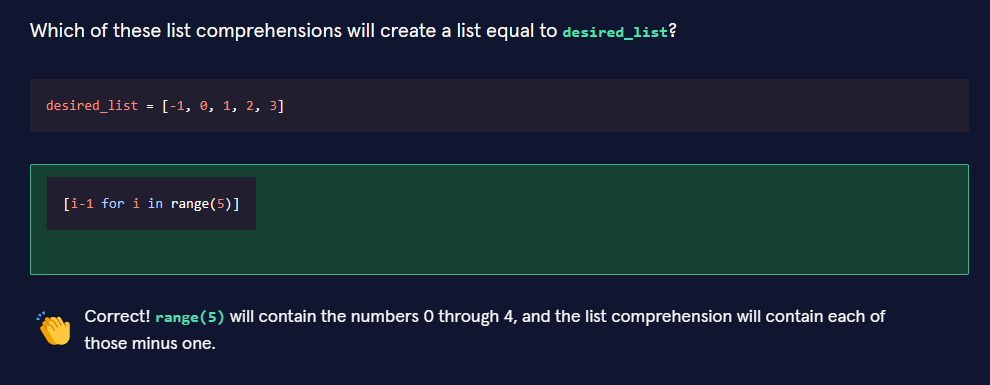 Which of these list comprehensions will create a list equal to desired_list?
desired_list = [-1, 0, 1, 2, 3]
[i-1 for i in range(5)]
Correct! range(5) will contain the numbers 0 through 4, and the list comprehension will contain each of
those minus one.